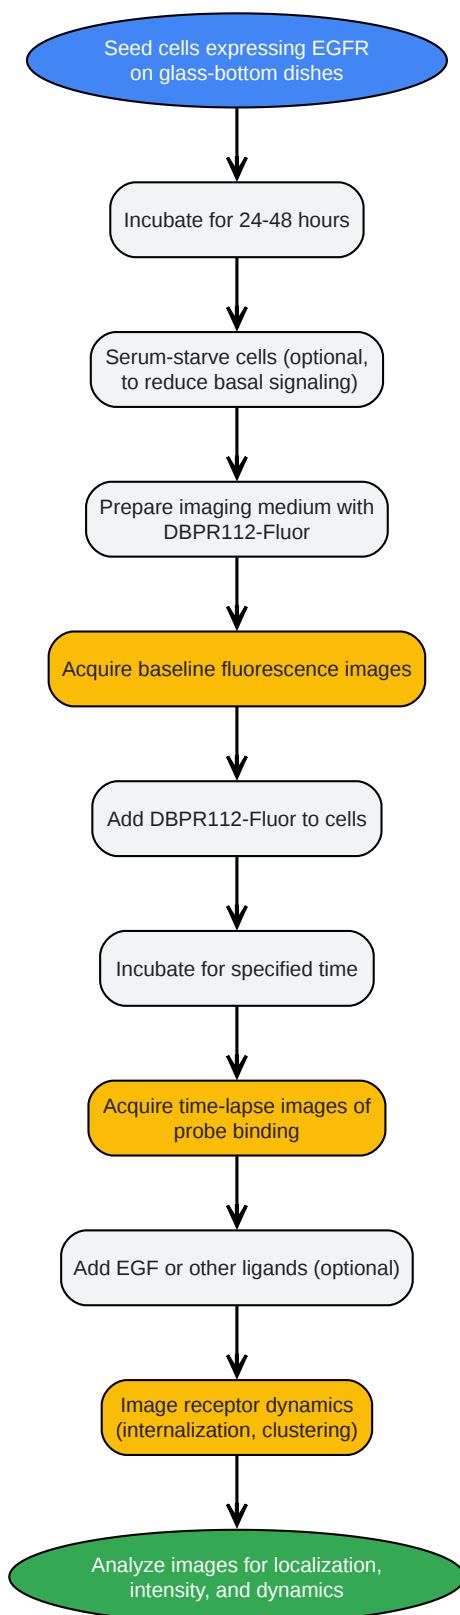 Seed cells expressing EGFR
on glass-bottom dishes
Incubate for 24-48 hours
Serum-starve cells (optional,
to reduce basal signaling)
Prepare imaging medium with
DBPR112-Fluor
Acquire baseline fluorescence images
Add DBPR112-Fluor to cells
Incubate for specified time
Acquire time-lapse images of
probe binding
Add EGF or other ligands (optional)
Image receptor dynamics
(internalization, clustering)
Analyze images for localization,
intensity, and dynamics